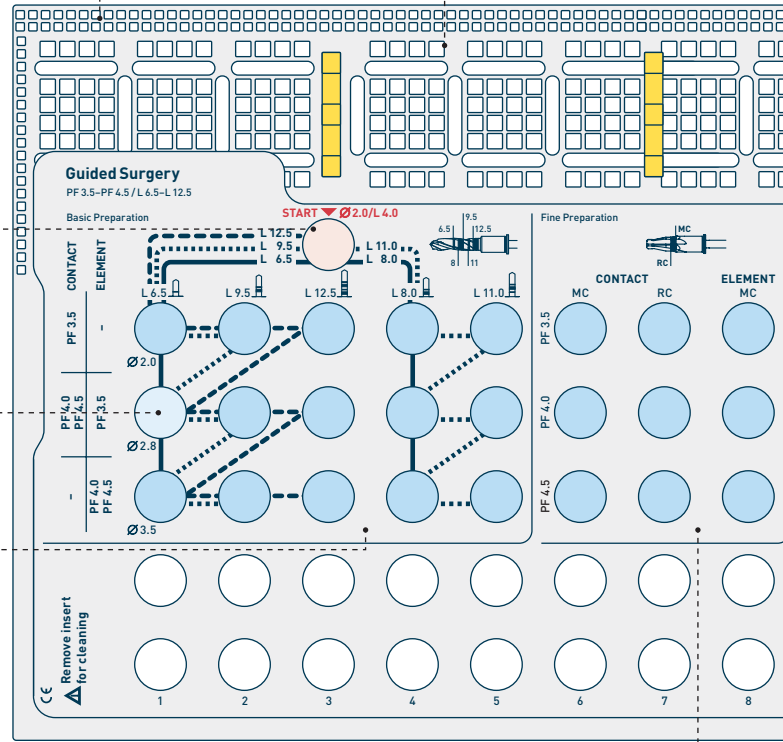 Guided Surgery
PF 3.5–PF 4.5 / L 6.5–L 12.5
Basic Preparation
START Ø 2.0/L 4.0
L 12.5
L 9.5
L 6.5
L 11.0
L 8.0
9.5
6.5
12.5
8
11
Fine Preparation
MC
RC
CONTACT
ELEMENT
CONTACT
ELEMENT
MC
RC
MC
L 6.5
L 9.5
L 12.5
L 8.0
L 11.0
PF 3.5
–
Ø 2.0
PF 3.5
PF 4.0
PF 4.5
PF 3.5
Ø 2.8
PF 4.0
–
PF 4.0
PF 4.5
Ø 3.5
PF 4.5
Remove insert
for cleaning
CE
1
2
3
4
5
6
7
8